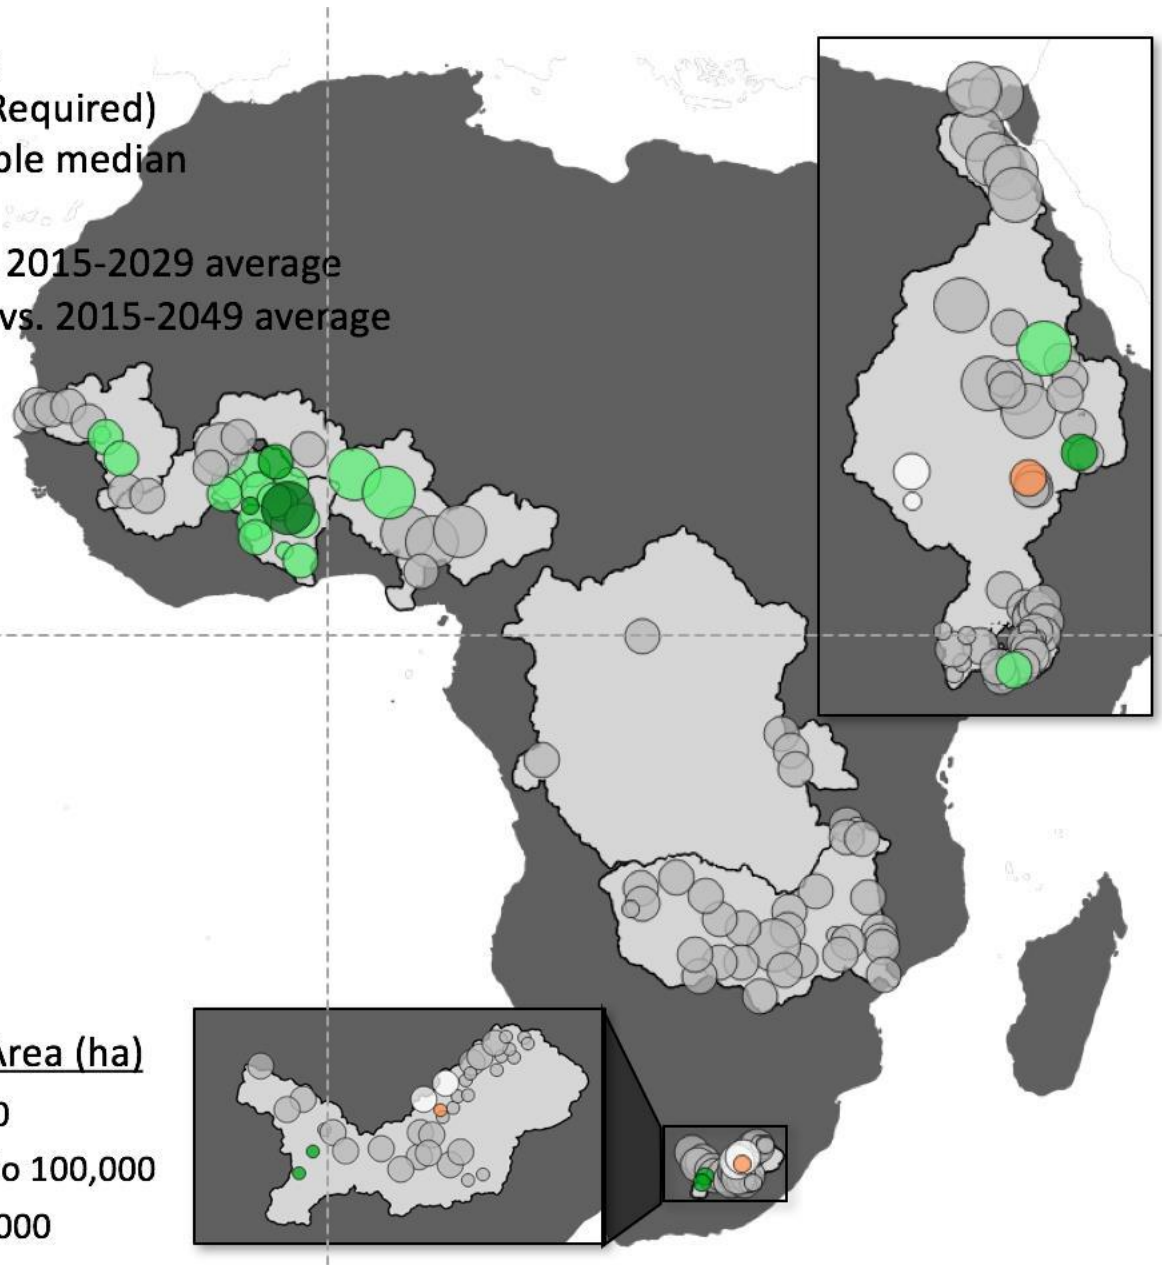 Required)
ble median
2015-2029 average
vs. 2015-2049 average
Area (ha)
0
o 100,000
000